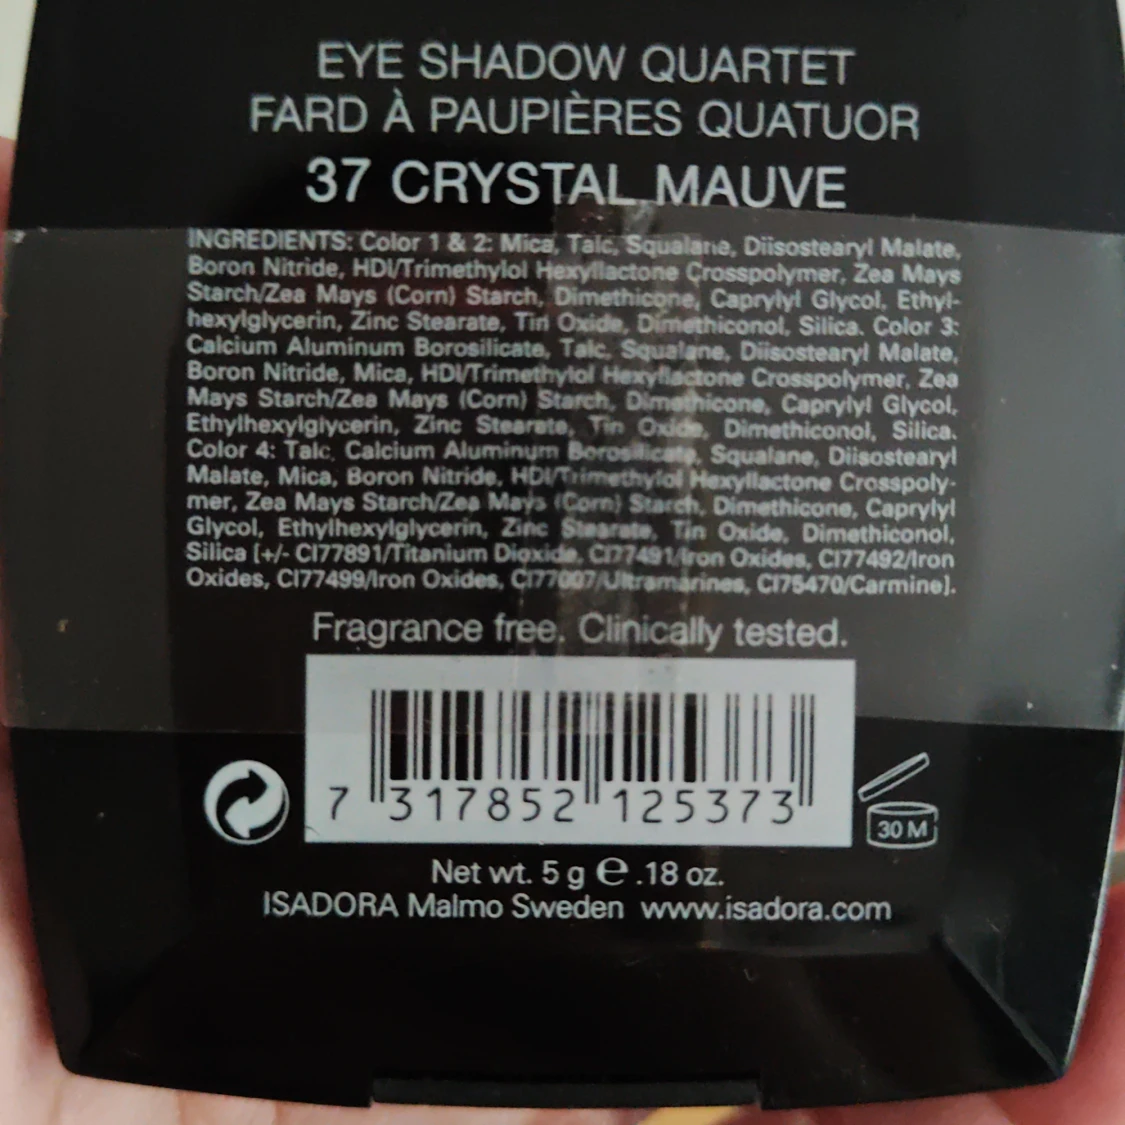 EYE SHADOW QUARTET
FARD À PAUPIÈRES QUATUOR
37 CRYSTAL MAUVE
INGREDIENTS: Color 1 & 2: Mica, Talc, Squalane, Diisostearyl Malate,
Boron Nitride, HDI/Trimethylol Hexyllactone Crosspolymer, Zea Mays
Starch/Zea Mays (Corn) Starch, Dimethicone, Caprylyl Glycol, Ethyl-
hexylglycerin, Zinc Stearate, Tin Oxide, Dimethiconol, Silica. Color 3:
Calcium Aluminum Borosilicate, Talc, Squalane, Diisostearyl Malate,
Boron Nitride, Mica, HDI/Trimethylol Hexyllactone Crosspolymer, Zea
Mays Starch/Zea Mays (Corn) Starch, Dimethicone, Caprylyl Glycol,
Ethylhexylglycerin, Zinc Stearate, Tin Oxide, Dimethiconol, Silica.
Color 4: Talc, Calcium Aluminum Borosilicate, Squalane, Diisostearyl
Malate, Mica, Boron Nitride, HDI/Trimethylol Hexyllactone Crosspoly-
mer, Zea Mays Starch/Zea Mays (Corn) Starch, Dimethicone, Caprylyl
Glycol, Ethylhexylglycerin, Zinc Stearate, Tin Oxide, Dimethiconol,
Silica [+/- CI77891/Titanium Dioxide, CI77491/Iron Oxides, CI77492/Iron
Oxides, CI77499/Iron Oxides, CI77007/Ultramarines, CI75470/Carmine].
Fragrance free. Clinically tested.
7 317852 125373
30 M
Net wt. 5 g ℮ .18 oz.
ISADORA Malmo Sweden www.isadora.com